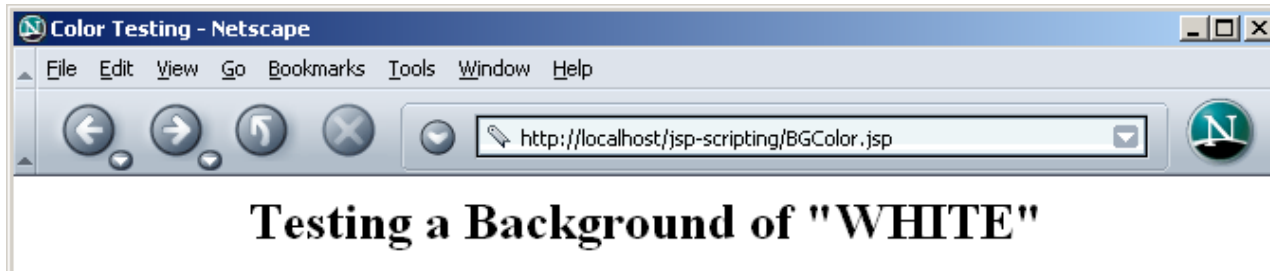 Color Testing - Netscape
File Edit View Go Bookmarks Tools Window Help
http://localhost/jsp-scripting/BGColor.jsp
N
Testing a Background of "WHITE"